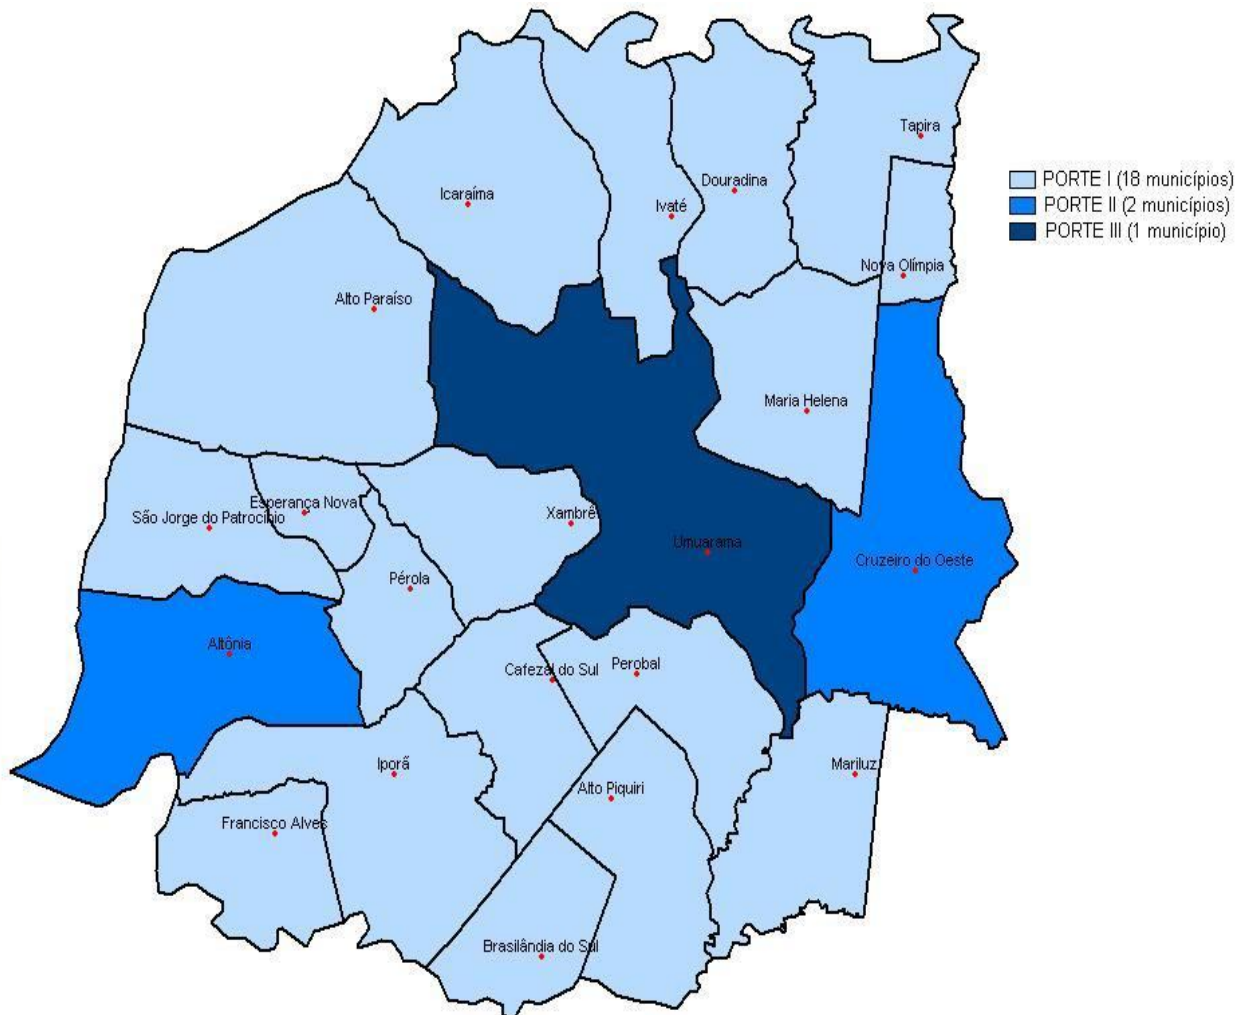 Tapira
PORTE I (18 municípios)
Douradina
Icaraíma
PORTE II (2 municípios)
Ivaté
PORTE III (1 município)
Nova Olímpia
Alto Paraíso
Maria Helena
Esperança Nova
Xambrê
São Jorge do Patrocínio
Umuarama
Cruzeiro do Oeste
Pérola
Altônia
Perobal
Cafezal do Sul
Iporã
Mariluz
Alto Piquiri
Francisco Alves
Brasilândia do Sul